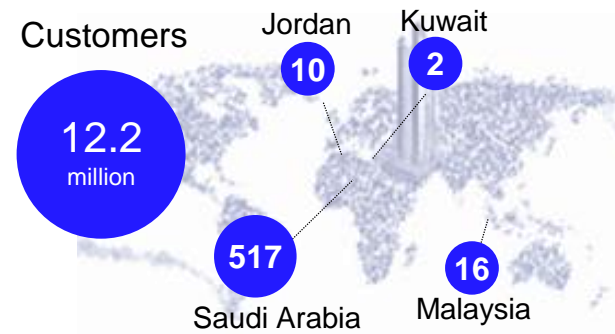 Customers
12.2
million
Jordan
10
Kuwait
2
517
Saudi Arabia
16
Malaysia